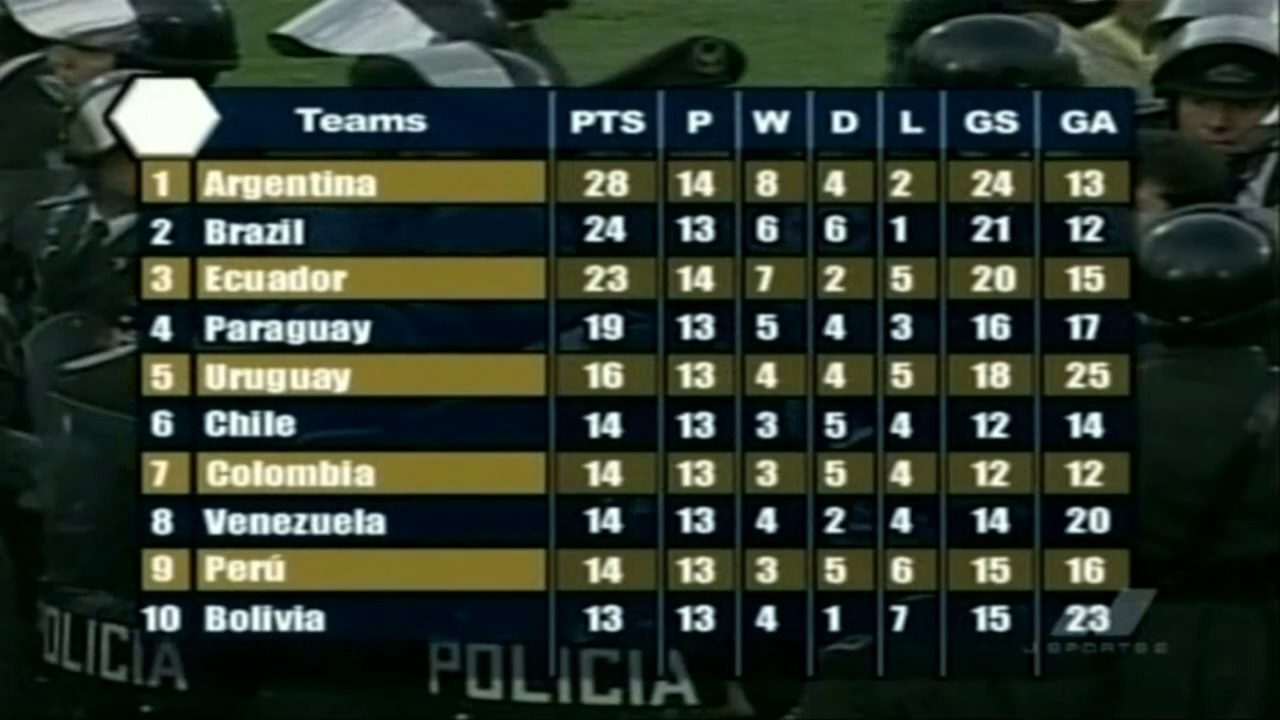 Teams PTS P W D L GS GA
1 Argentina 28 14 8 4 2 24 13
2 Brazil 24 13 6 6 1 21 12
3 Ecuador 23 14 7 2 5 20 15
4 Paraguay 19 13 5 4 3 16 17
5 Uruguay 16 13 4 4 5 18 25
6 Chile 14 13 3 5 4 12 14
7 Colombia 14 13 3 5 4 12 12
8 Venezuela 14 13 4 2 4 14 20
9 Perú 14 13 3 5 6 15 16
10 Bolivia 13 13 4 1 7 15 23
J SPORTS 2
OLICIA
POLICIA